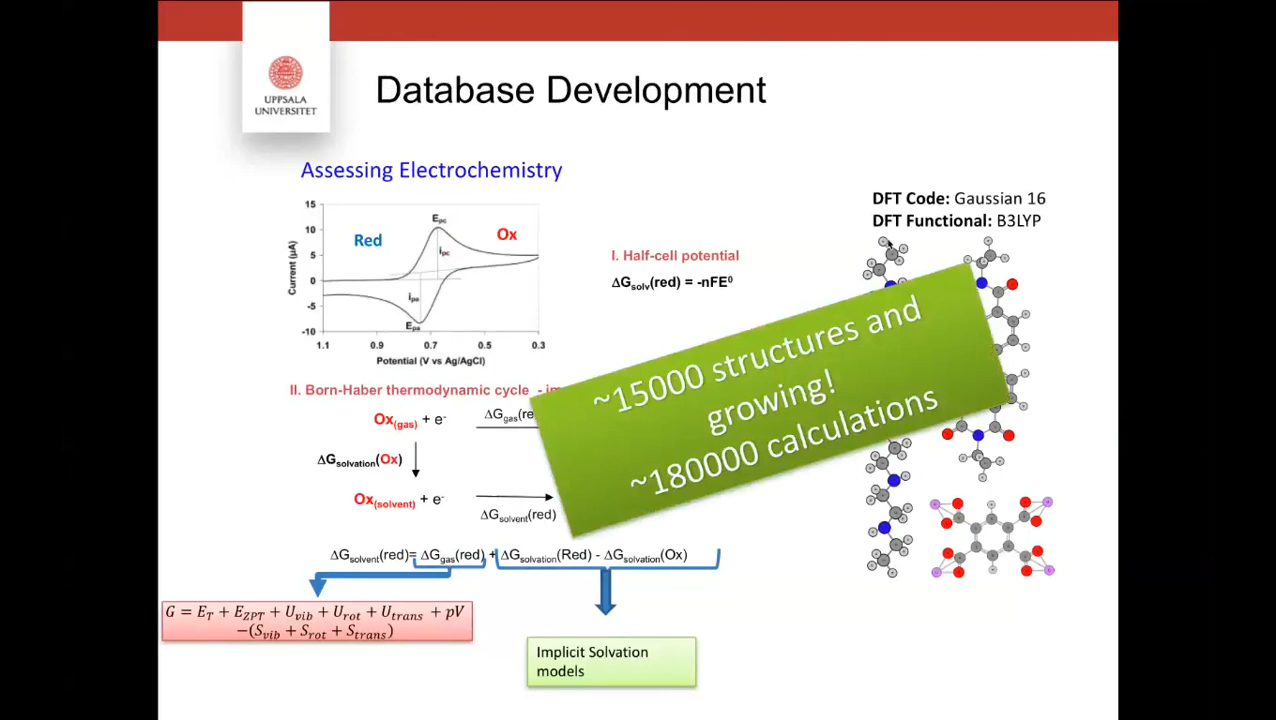 UPPSALA
UNIVERSITET
Database Development
Assessing Electrochemistry
DFT Code: Gaussian 16
DFT Functional: B3LYP
15
10
5
0
-5
-10
Current (µA)
Epc
Red
Ox
ipc
ipa
Epa
1.1 0.9 0.7 0.5 0.3
Potential (V vs Ag/AgCl)
I. Half-cell potential
ΔGsolv(red) = -nFE⁰
~15000 structures and
growing!
~180000 calculations
II. Born-Haber thermodynamic cycle
Ox(gas) + e-
ΔGsolvation(Ox)
Ox(solvent) + e-
ΔGsolvent(red)
ΔGsolvent(red)= ΔGgas(red) + ΔGsolvation(Red) - ΔGsolvation(Ox)
G = ET + EZPT + Uvib + Urot + Utrans + pV
−(Svib + Srot + Strans)
Implicit Solvation
models